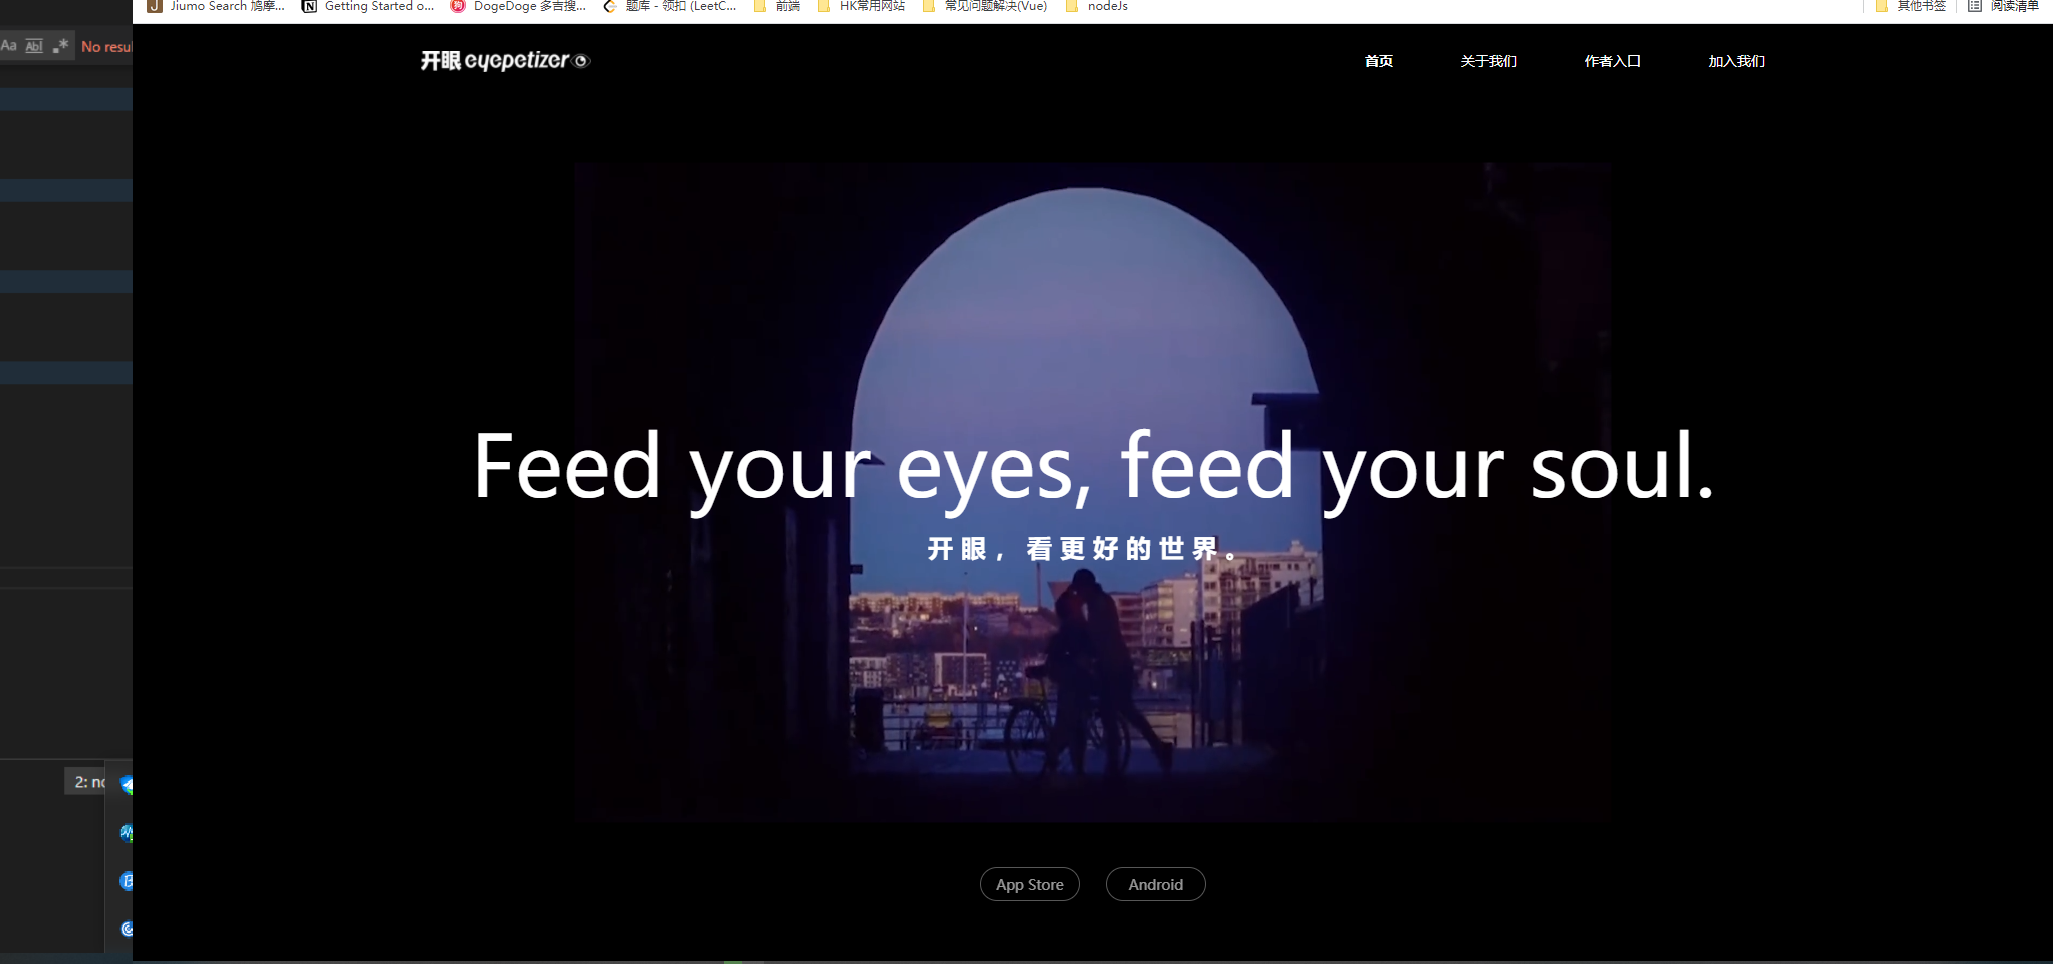 Jiumo Search 鸠摩... Getting Started o... DogeDoge 多吉搜... 题库 - 领扣 (LeetC... 前端 HK常用网站 常见问题解决(Vue) nodeJs 其他书签 阅读清单
Aa Abl .* No resu
开眼 eyepetizer 首页 关于我们 作者入口 加入我们
Feed your eyes, feed your soul.
开眼，看更好的世界。
2: no
App Store Android